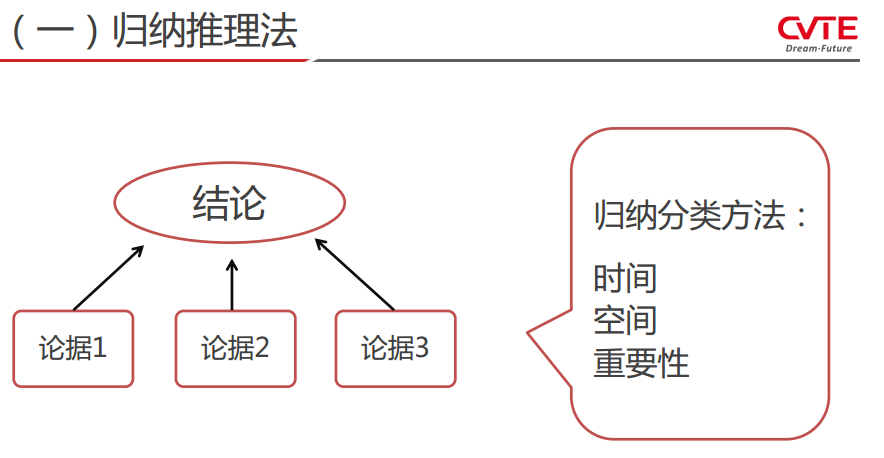 （一）归纳推理法
CVTE
Dream·Future
结论
论据1
论据2
论据3
归纳分类方法：
时间
空间
重要性